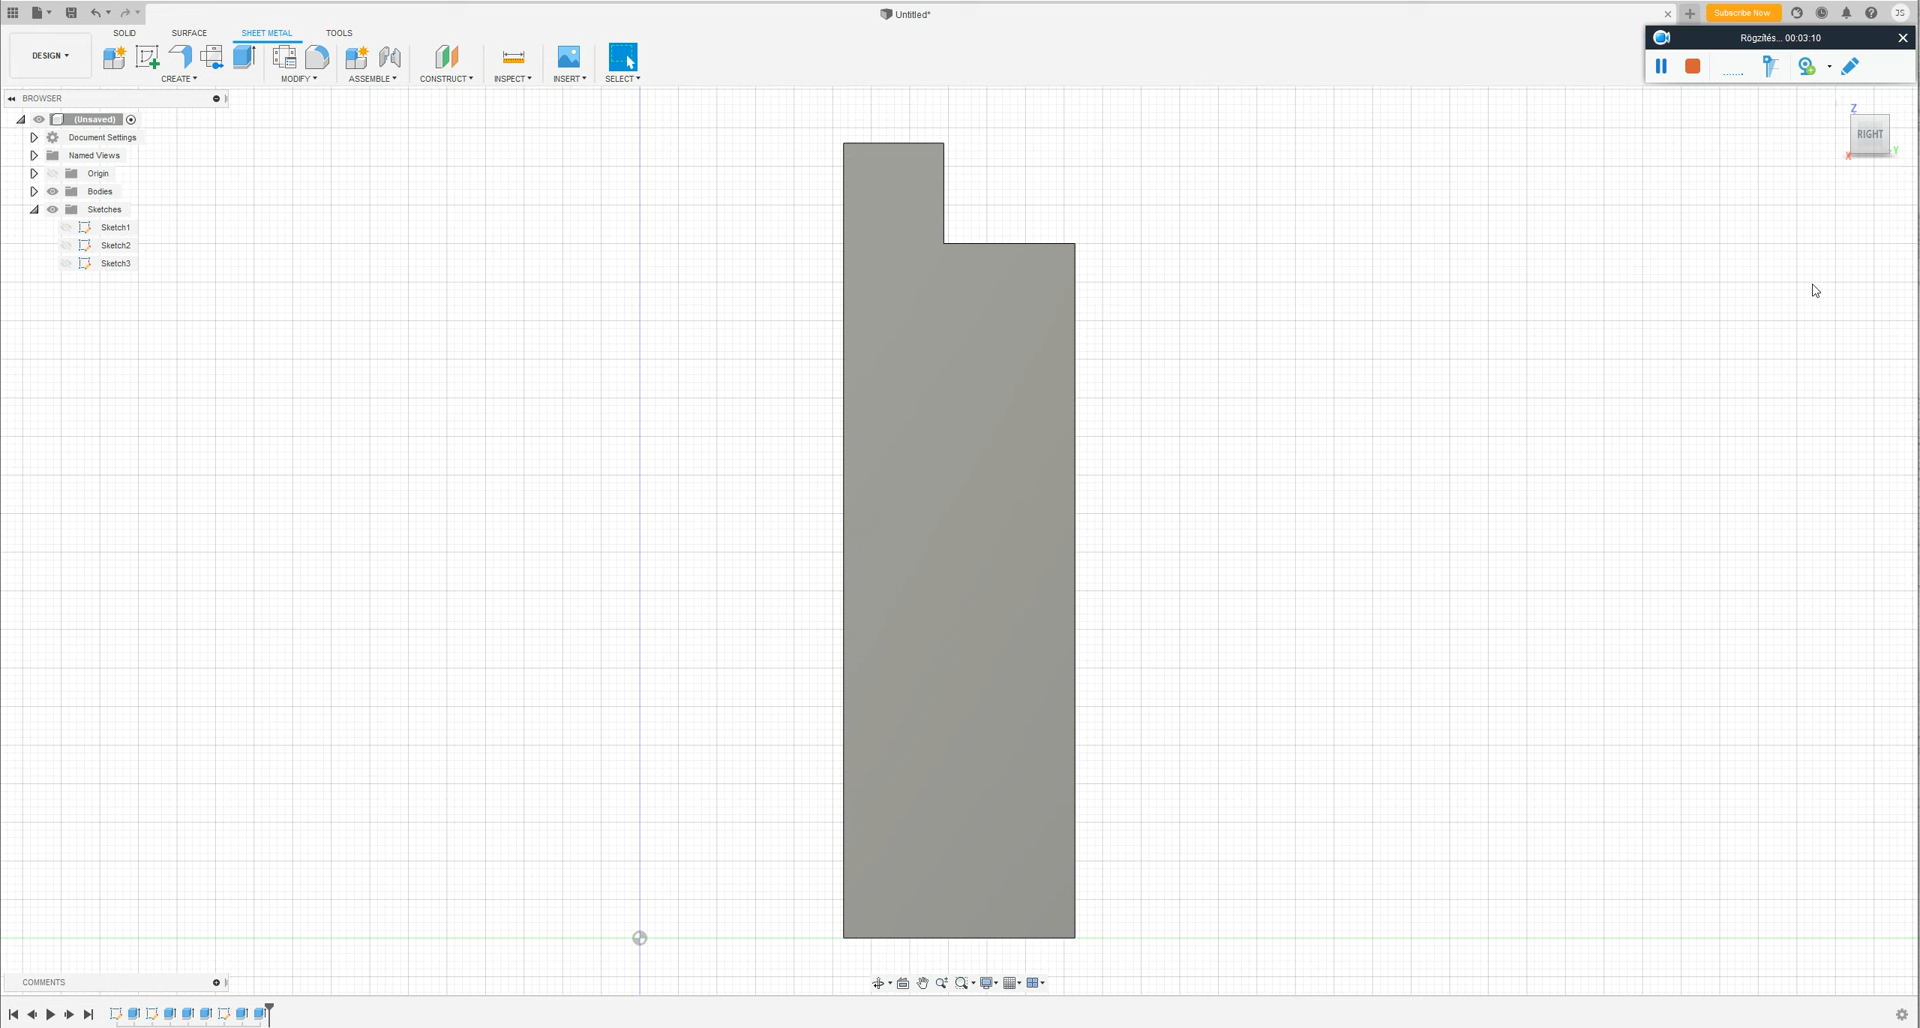 Untitled*
Subscribe Now
JS
SOLID
SURFACE
SHEET METAL
TOOLS
Rögzítés... 00:03:10
DESIGN
CREATE
MODIFY
ASSEMBLE
CONSTRUCT
INSPECT
INSERT
SELECT
BROWSER
(Unsaved)
Document Settings
Named Views
Origin
Bodies
Sketches
Sketch1
Sketch2
Sketch3
Z
RIGHT
X
Y
COMMENTS